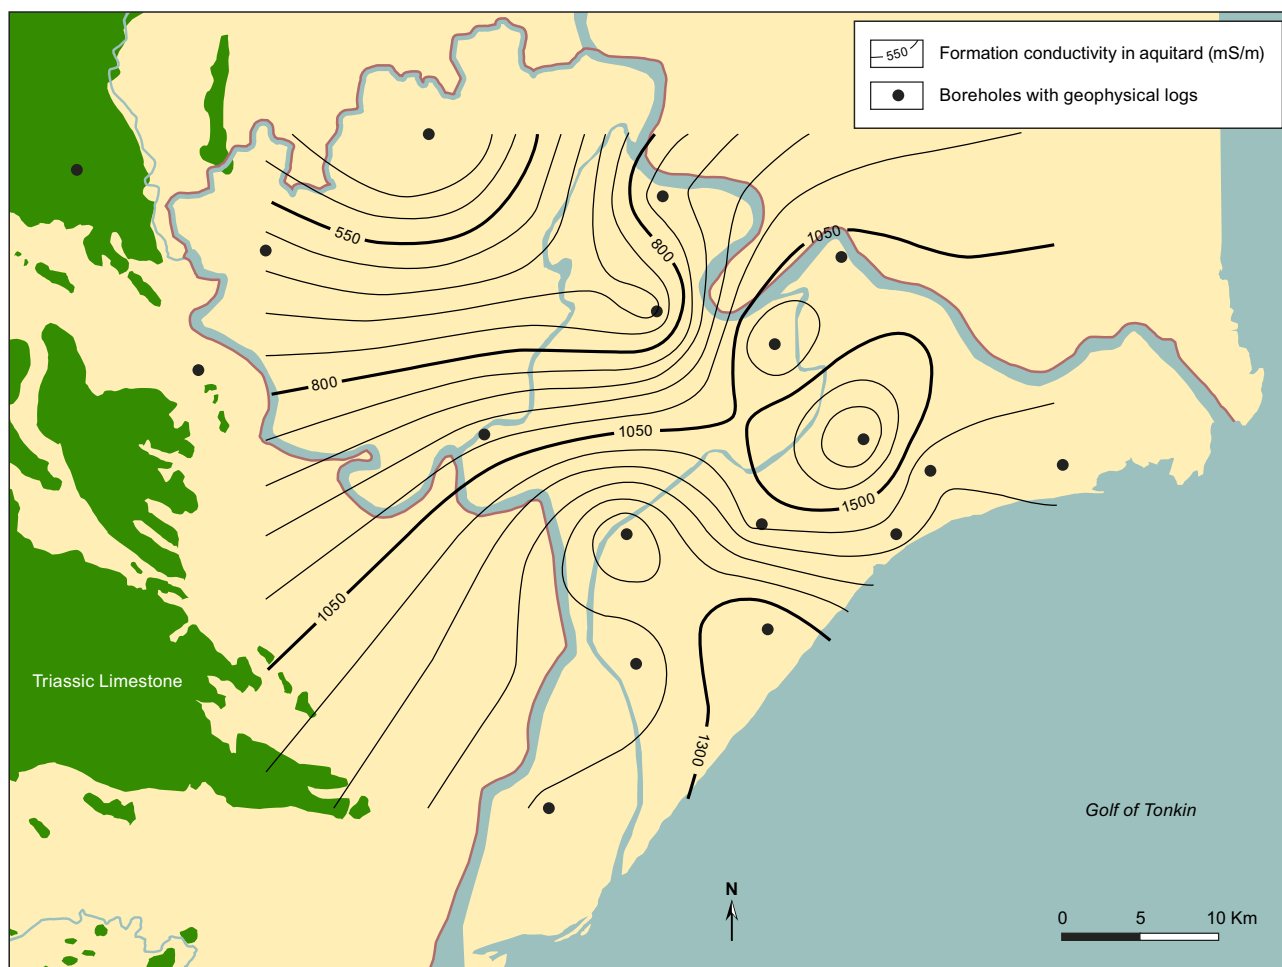 550
Formation conductivity in aquitard (mS/m)
Boreholes with geophysical logs
550
800
1050
800
1050
1500
1050
Triassic Limestone
1300
Golf of Tonkin
N
0 5 10 Km